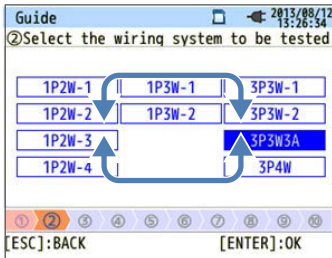 Guide
2013/08/12
13:26:34
②Select the wiring system to be tested
1P2W-1 1P3W-1 3P3W-1
1P2W-2 1P3W-2 3P3W-2
1P2W-3 3P3W3A
1P2W-4 3P4W
① ② ③ ④ ⑤ ⑥ ⑦ ⑧ ⑨ ⑩
[ESC]:BACK [ENTER]:OK